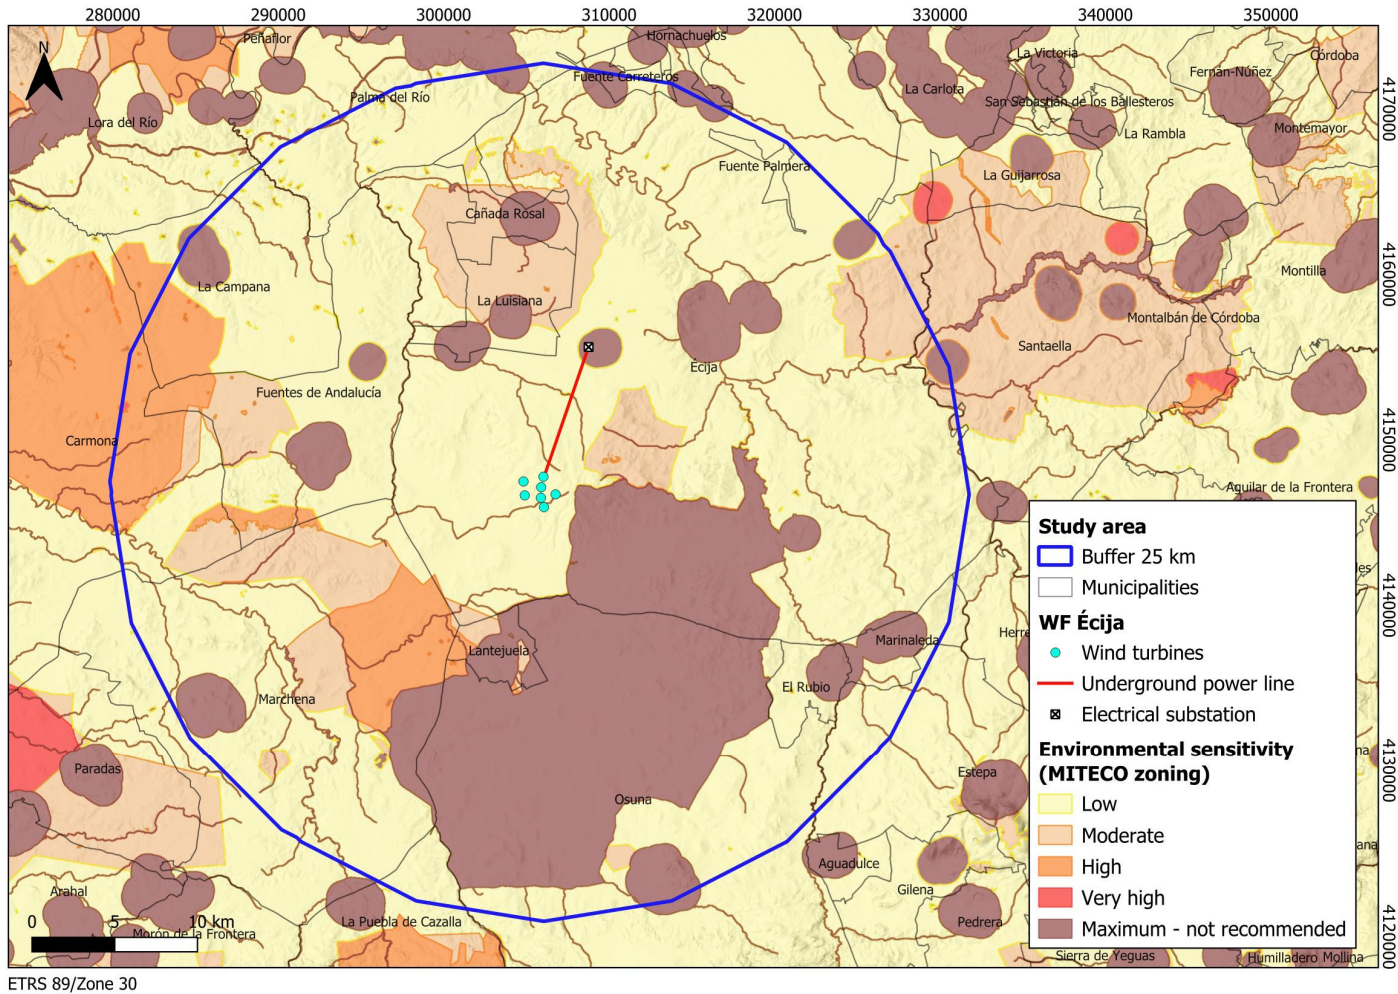 280000 290000 300000 310000 320000 330000 340000 350000
N
Peñaflor
Hornachuelos
La Victoria
Córdoba
Fernán-Núñez
Fuente Carreteros
La Carlota
Palma del Río
San Sebastián de los Ballesteros
Lora del Río
La Rambla
Montemayor
4170000
Fuente Palmera
La Guijarrosa
Cañada Rosal
La Campana
Montilla
4160000
La Luisiana
Montalbán de Córdoba
Santaella
Écija
Fuentes de Andalucía
Carmona
4150000
Aguilar de la Frontera
Study area
Buffer 25 km
les
Municipalities
4140000
WF Écija
Herre
Marinaleda
Lantejuela
Wind turbines
El Rubio
Underground power line
Marchena
Electrical substation
Environmental sensitivity
(MITECO zoning)
na
4130000
Paradas
Estepa
Osuna
Low
Moderate
ana
Aguadulce
High
Arahal
Gilena
Very high
La Puebla de Cazalla
Pedrera
Maximum - not recommended
4120000
0 5 10 km
Morón de la Frontera
Sierra de Yeguas
Humilladero
Mollina
ETRS 89/Zone 30